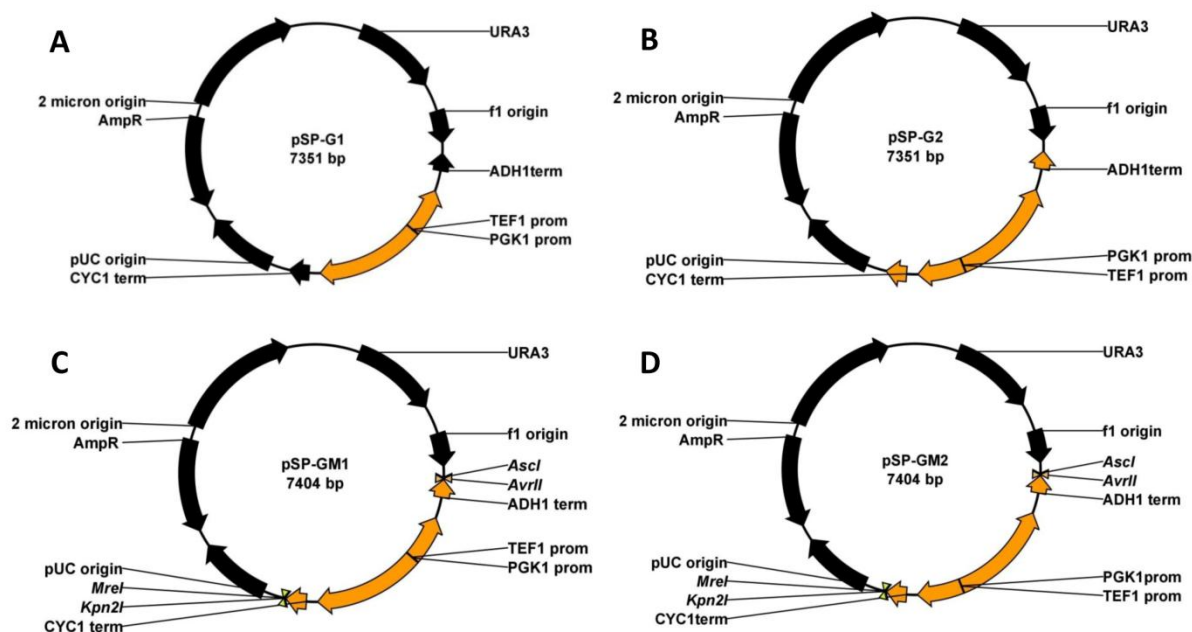 A
URA3
2 micron origin
AmpR
f1 origin
pSP-G1
7351 bp
ADH1term
TEF1 prom
PGK1 prom
pUC origin
CYC1 term
B
URA3
2 micron origin
AmpR
f1 origin
pSP-G2
7351 bp
ADH1term
PGK1 prom
TEF1 prom
pUC origin
CYC1 term
C
URA3
2 micron origin
AmpR
f1 origin
pSP-GM1
7404 bp
AscI
AvrII
ADH1 term
TEF1 prom
PGK1 prom
pUC origin
MreI
Kpn2I
CYC1 term
D
URA3
2 micron origin
AmpR
f1 origin
pSP-GM2
7404 bp
AscI
AvrII
ADH1 term
PGK1prom
TEF1 prom
pUC origin
MreI
Kpn2I
CYC1term